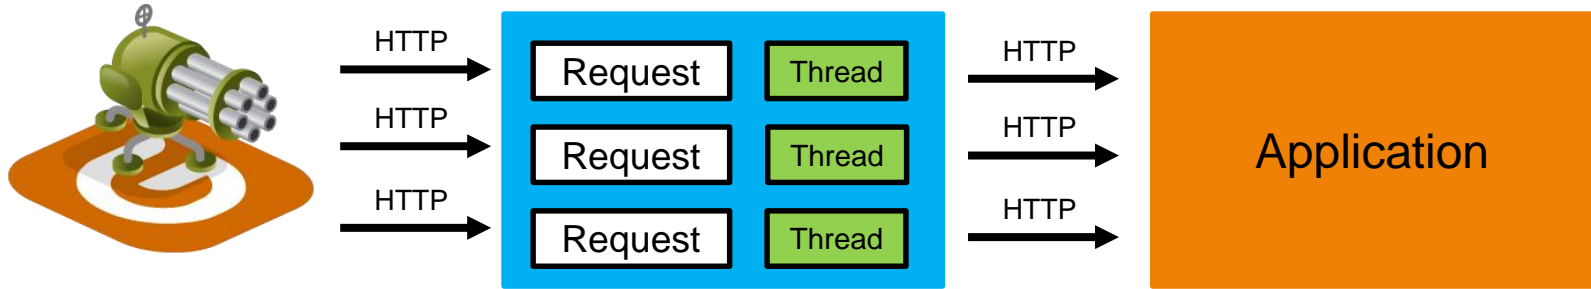 HTTP
Request Thread
HTTP
HTTP
Request Thread
HTTP
HTTP
Request Thread
HTTP
Application